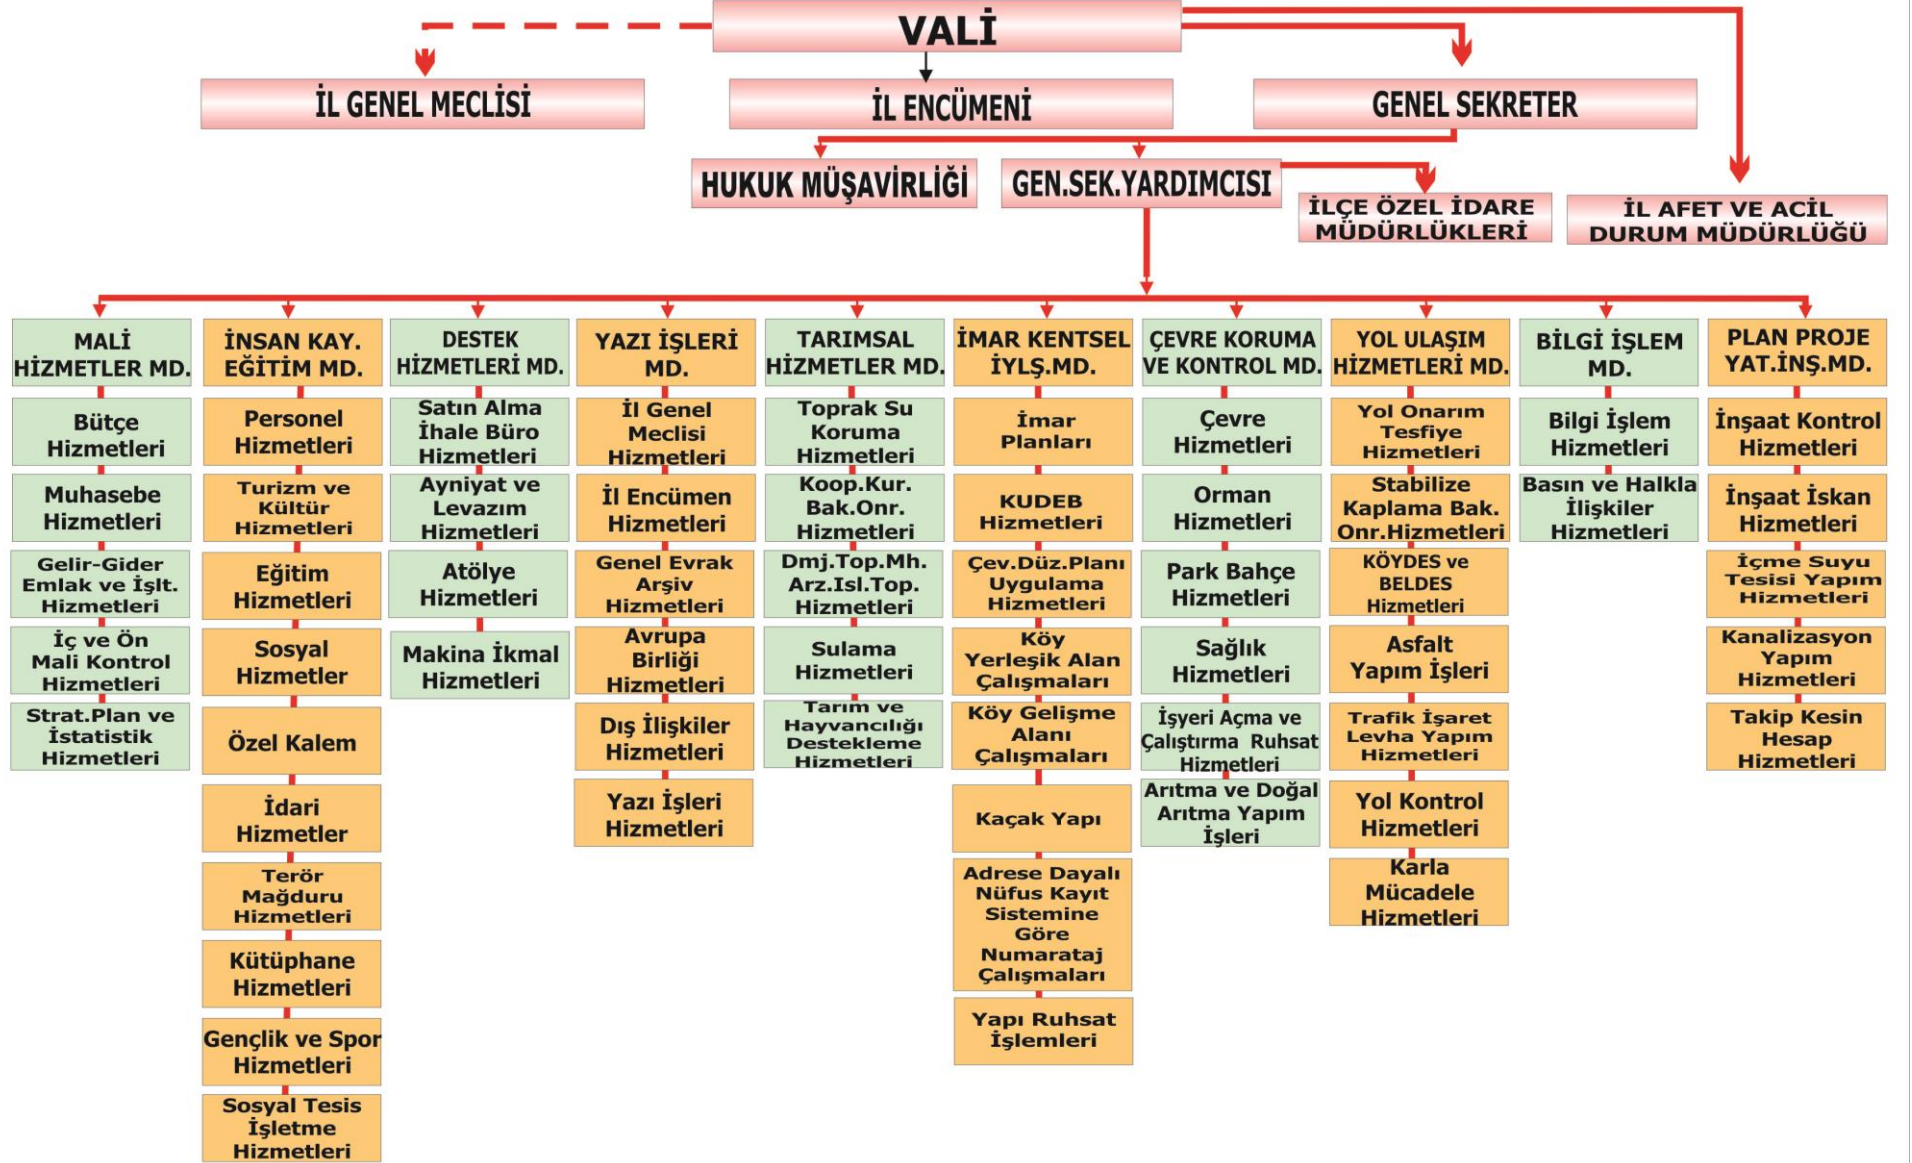 VALİ
İL GENEL MECLİSİ
İL ENCÜMENİ
GENEL SEKRETER
HUKUK MÜŞAVİRLİĞİ
GEN.SEK.YARDIMCISI
İLÇE ÖZEL İDARE
MÜDÜRLÜKLERİ
İL AFET VE ACİL
DURUM MÜDÜRLÜĞÜ
MALİ
HİZMETLER MD.
Bütçe
Hizmetleri
Muhasebe
Hizmetleri
Gelir-Gider
Emlak ve İşlt.
Hizmetleri
İç ve Ön
Mali Kontrol
Hizmetleri
Strat.Plan ve
İstatistik
Hizmetleri
İNSAN KAY.
EĞİTİM MD.
Personel
Hizmetleri
Turizm ve
Kültür
Hizmetleri
Eğitim
Hizmetleri
Sosyal
Hizmetler
Özel Kalem
İdari
Hizmetler
Terör
Mağduru
Hizmetleri
Kütüphane
Hizmetleri
Gençlik ve Spor
Hizmetleri
Sosyal Tesis
İşletme
Hizmetleri
DESTEK
HİZMETLERİ MD.
Satın Alma
İhale Büro
Hizmetleri
Ayniyat ve
Levazım
Hizmetleri
Atölye
Hizmetleri
Makina İkmal
Hizmetleri
YAZI İŞLERİ
MD.
İl Genel
Meclisi
Hizmetleri
İl Encümen
Hizmetleri
Genel Evrak
Arşiv
Hizmetleri
Avrupa
Birliği
Hizmetleri
Dış İlişkiler
Hizmetleri
Yazı İşleri
Hizmetleri
TARIMSAL
HİZMETLER MD.
Toprak Su
Koruma
Hizmetleri
Koop.Kur.
Bak.Onr.
Hizmetleri
Dmj.Top.Mh.
Arz.Isl.Top.
Hizmetleri
Sulama
Hizmetleri
Tarım ve
Hayvancılığı
Destekleme
Hizmetleri
İMAR KENTSEL
İYLŞ.MD.
İmar
Planları
KUDEB
Hizmetleri
Çev.Düz.Planı
Uygulama
Hizmetleri
Köy
Yerleşik Alan
Çalışmaları
Köy Gelişme
Alanı
Çalışmaları
Kaçak Yapı
Adrese Dayalı
Nüfus Kayıt
Sistemine
Göre
Numarataj
Çalışmaları
Yapı Ruhsat
İşlemleri
ÇEVRE KORUMA
VE KONTROL MD.
Çevre
Hizmetleri
Orman
Hizmetleri
Park Bahçe
Hizmetleri
Sağlık
Hizmetleri
İşyeri Açma ve
Çalıştırma Ruhsat
Hizmetleri
Arıtma ve Doğal
Arıtma Yapım
İşleri
YOL ULAŞIM
HİZMETLERİ MD.
Yol Onarım
Tesfiye
Hizmetleri
Stabilize
Kaplama Bak.
Onr.Hizmetleri
KÖYDES ve
BELDES
Hizmetleri
Asfalt
Yapım İşleri
Trafik İşaret
Levha Yapım
Hizmetleri
Yol Kontrol
Hizmetleri
Karla
Mücadele
Hizmetleri
BİLGİ İŞLEM
MD.
Bilgi İşlem
Hizmetleri
Basın ve Halkla
İlişkiler
Hizmetleri
PLAN PROJE
YAT.İNŞ.MD.
İnşaat Kontrol
Hizmetleri
İnşaat İskan
Hizmetleri
İçme Suyu
Tesisi Yapım
Hizmetleri
Kanalizasyon
Yapım
Hizmetleri
Takip Kesin
Hesap
Hizmetleri